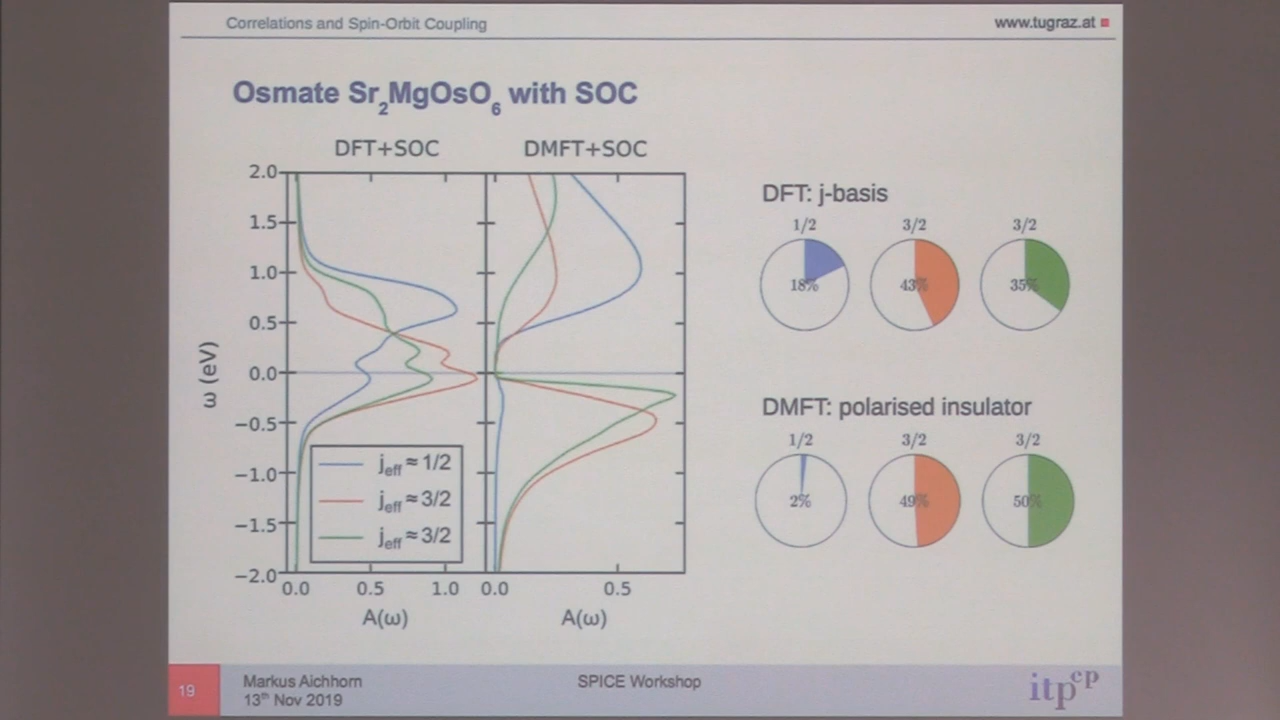 Correlations and Spin-Orbit Coupling
www.tugraz.at
Osmate Sr2MgOsO6 with SOC
DFT+SOC
DMFT+SOC
2.0
1.5
1.0
0.5
0.0
−0.5
−1.0
−1.5
−2.0
ω (eV)
jeff ≈ 1/2
jeff ≈ 3/2
jeff ≈ 3/2
0.0 0.5 1.0
0.0 0.5
A(ω)
A(ω)
DFT: j-basis
1/2 3/2 3/2
18% 43% 35%
DMFT: polarised insulator
1/2 3/2 3/2
2% 49% 50%
19
Markus Aichhorn
13th Nov 2019
SPICE Workshop
itpcp